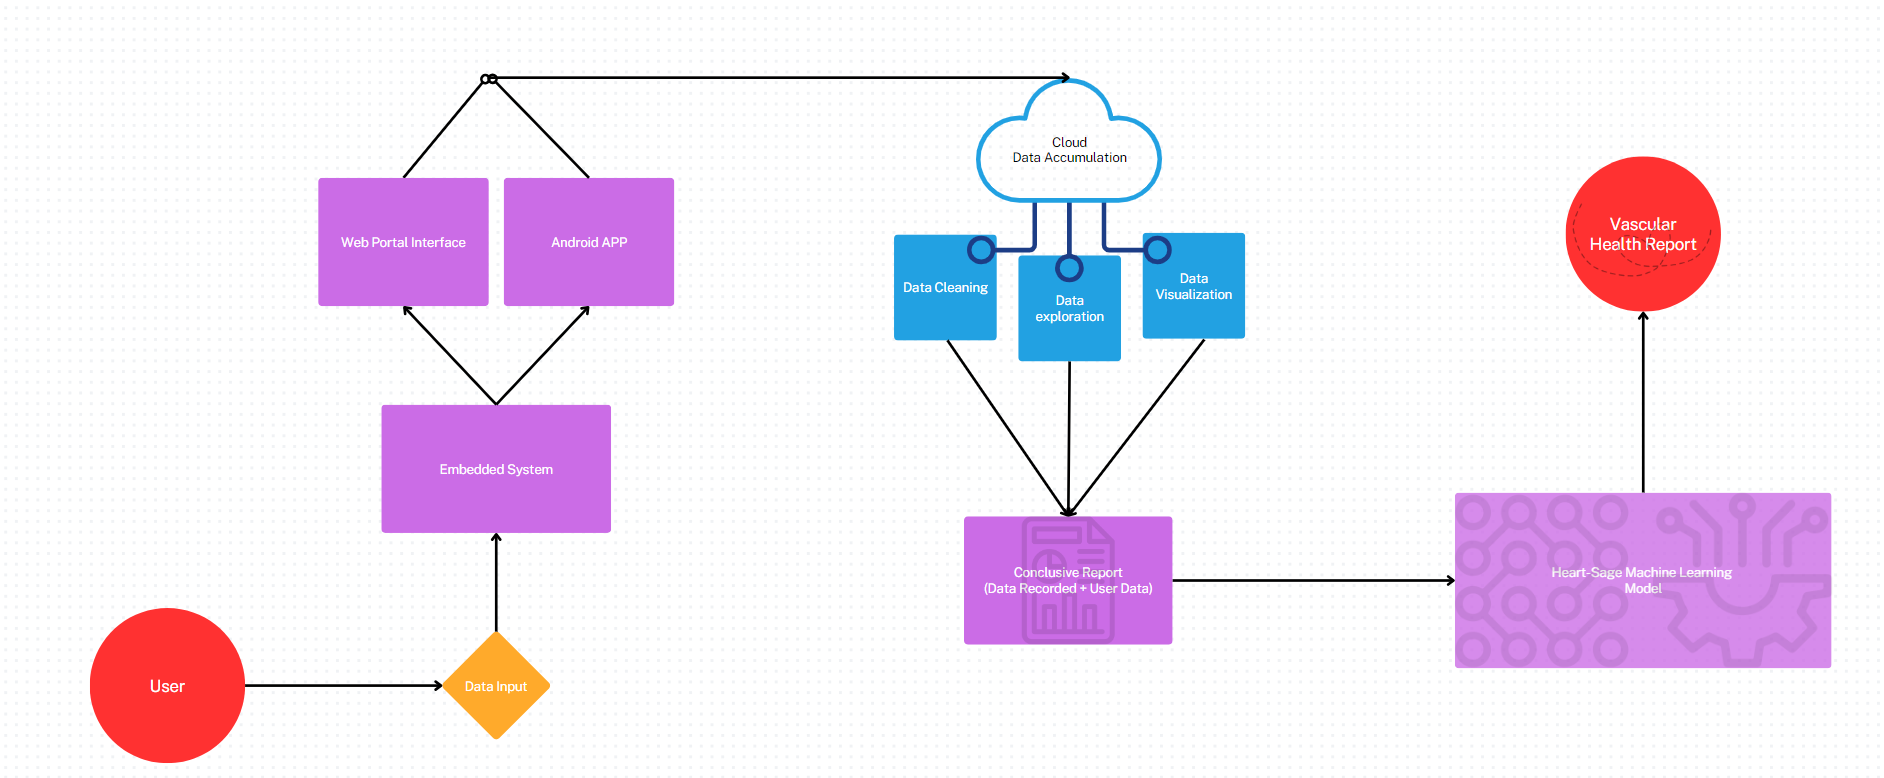 Cloud
Data Accumulation
Web Portal Interface
Android APP
Data Cleaning
Data
exploration
Data
Visualization
Vascular
Health Report
Embedded System
Conclusive Report
(Data Recorded + User Data)
Heart-Sage Machine Learning
Model
User
Data Input